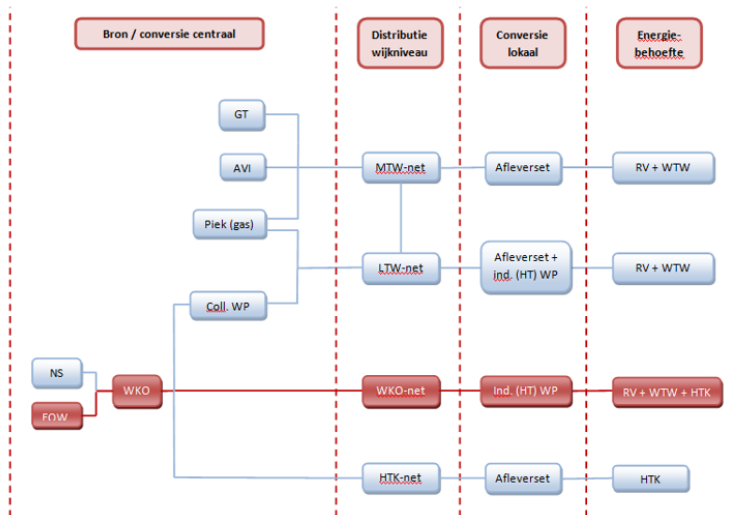 Bron / conversie centraal
Distributie
wijkniveau
Conversie
lokaal
Energie-
behoefte
GT
AVI
MTW-net
Afleverset
RV + WTW
Piek (gas)
LTW-net
Afleverset +
ind. (HT) WP
RV + WTW
Coll. WP
NS
WKO
EOW
WKO-net
Ind. (HT) WP
RV + WTW + HTK
HTK-net
Afleverset
HTK